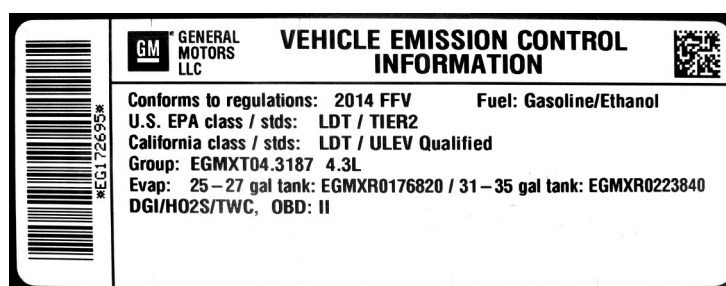 *EG172695*
GM
GENERAL
MOTORS
LLC
VEHICLE EMISSION CONTROL
INFORMATION
Conforms to regulations: 2014 FFV Fuel: Gasoline/Ethanol
U.S. EPA class / stds: LDT / TIER2
California class / stds: LDT / ULEV Qualified
Group: EGMXT04.3187 4.3L
Evap: 25–27 gal tank: EGMXR0176820 / 31–35 gal tank: EGMXR0223840
DGI/HO2S/TWC, OBD: II